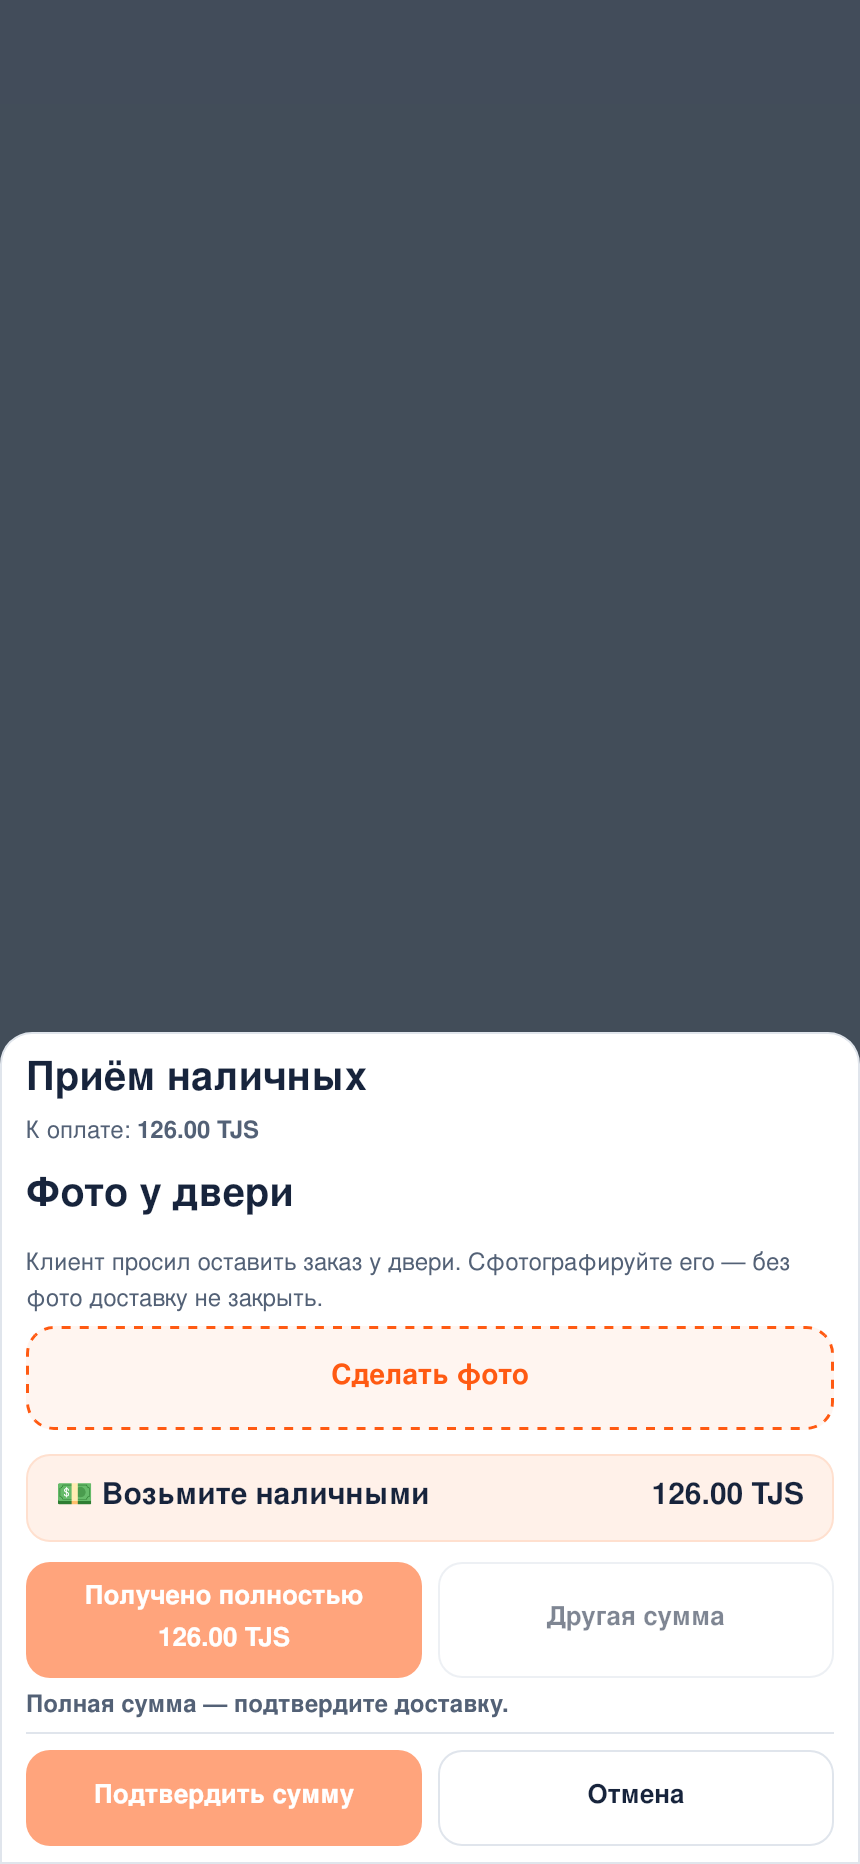 Приём наличных
К оплате: 126.00 TJS
Фото у двери
Клиент просил оставить заказ у двери. Сфотографируйте его — без
фото доставку не закрыть.
Сделать фото
💵 Возьмите наличными 126.00 TJS
Получено полностью
126.00 TJS
Другая сумма
Полная сумма — подтвердите доставку.
Подтвердить сумму
Отмена